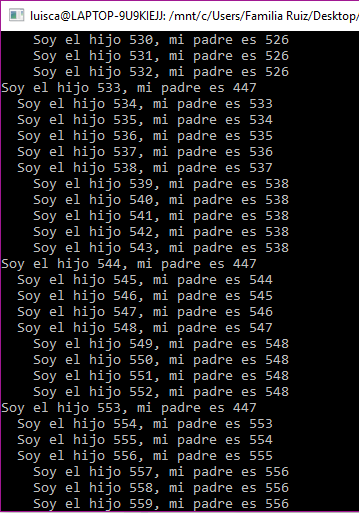 luisca@LAPTOP-9U9KIEJJ: /mnt/c/Users/Familia Ruiz/Desktop/
Soy el hijo 530, mi padre es 526
Soy el hijo 531, mi padre es 526
Soy el hijo 532, mi padre es 526
Soy el hijo 533, mi padre es 447
Soy el hijo 534, mi padre es 533
Soy el hijo 535, mi padre es 534
Soy el hijo 536, mi padre es 535
Soy el hijo 537, mi padre es 536
Soy el hijo 538, mi padre es 537
Soy el hijo 539, mi padre es 538
Soy el hijo 540, mi padre es 538
Soy el hijo 541, mi padre es 538
Soy el hijo 542, mi padre es 538
Soy el hijo 543, mi padre es 538
Soy el hijo 544, mi padre es 447
Soy el hijo 545, mi padre es 544
Soy el hijo 546, mi padre es 545
Soy el hijo 547, mi padre es 546
Soy el hijo 548, mi padre es 547
Soy el hijo 549, mi padre es 548
Soy el hijo 550, mi padre es 548
Soy el hijo 551, mi padre es 548
Soy el hijo 552, mi padre es 548
Soy el hijo 553, mi padre es 447
Soy el hijo 554, mi padre es 553
Soy el hijo 555, mi padre es 554
Soy el hijo 556, mi padre es 555
Soy el hijo 557, mi padre es 556
Soy el hijo 558, mi padre es 556
Soy el hijo 559, mi padre es 556